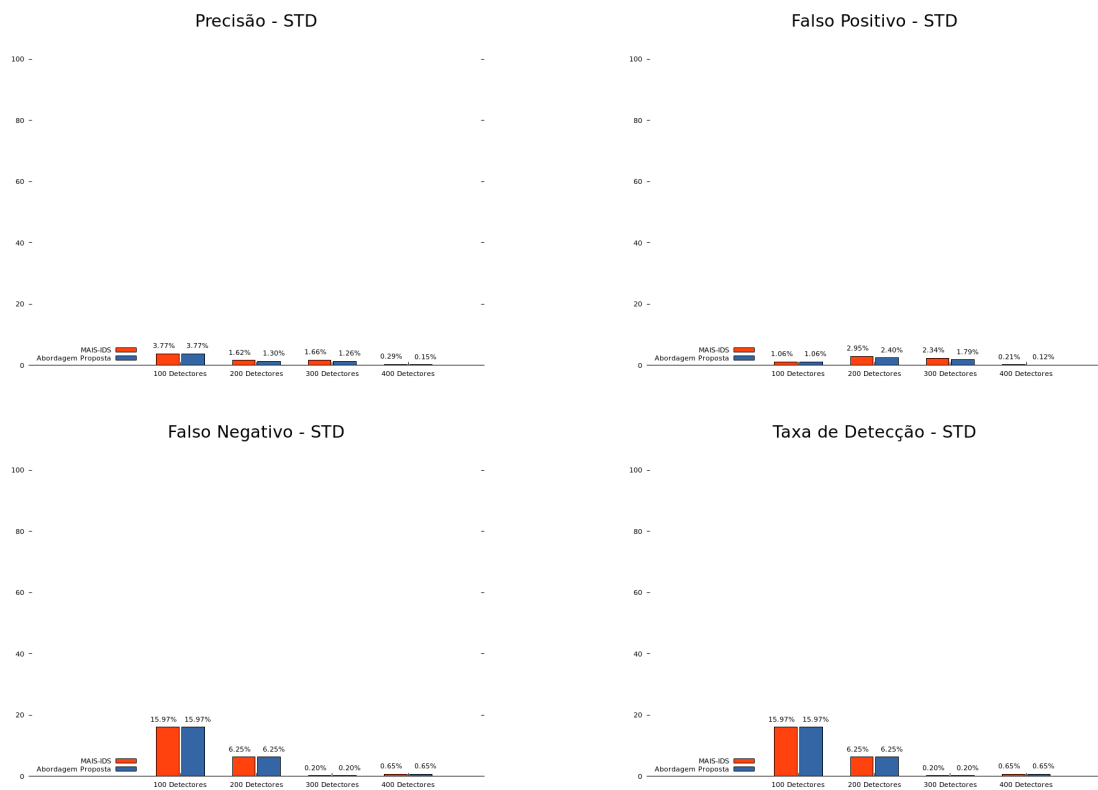 Precisão - STD
100
80
60
40
20
0
MAIS-IDS
Abordagem Proposta
3.77% 3.77%
1.62% 1.30%
1.66% 1.26%
0.29% 0.15%
100 Detectores 200 Detectores 300 Detectores 400 Detectores
Falso Positivo - STD
100
80
60
40
20
0
MAIS-IDS
Abordagem Proposta
1.06% 1.06%
2.95% 2.40%
2.34% 1.79%
0.21% 0.12%
100 Detectores 200 Detectores 300 Detectores 400 Detectores
Falso Negativo - STD
100
80
60
40
20
0
MAIS-IDS
Abordagem Proposta
15.97% 15.97%
6.25% 6.25%
0.20% 0.20%
0.65% 0.65%
100 Detectores 200 Detectores 300 Detectores 400 Detectores
Taxa de Detecção - STD
100
80
60
40
20
0
MAIS-IDS
Abordagem Proposta
15.97% 15.97%
6.25% 6.25%
0.20% 0.20%
0.65% 0.65%
100 Detectores 200 Detectores 300 Detectores 400 Detectores